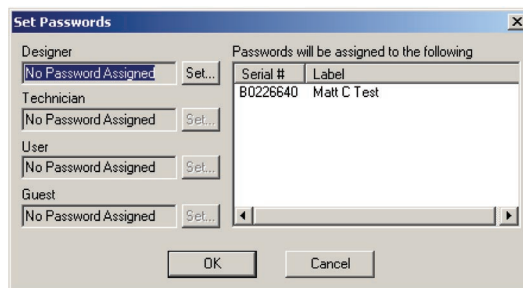 Set Passwords
Designer
No Password Assigned Set...
Technician
No Password Assigned Set...
User
No Password Assigned Set...
Guest
No Password Assigned Set...
Passwords will be assigned to the following
Serial # Label
B0226640 Matt C Test
OK Cancel